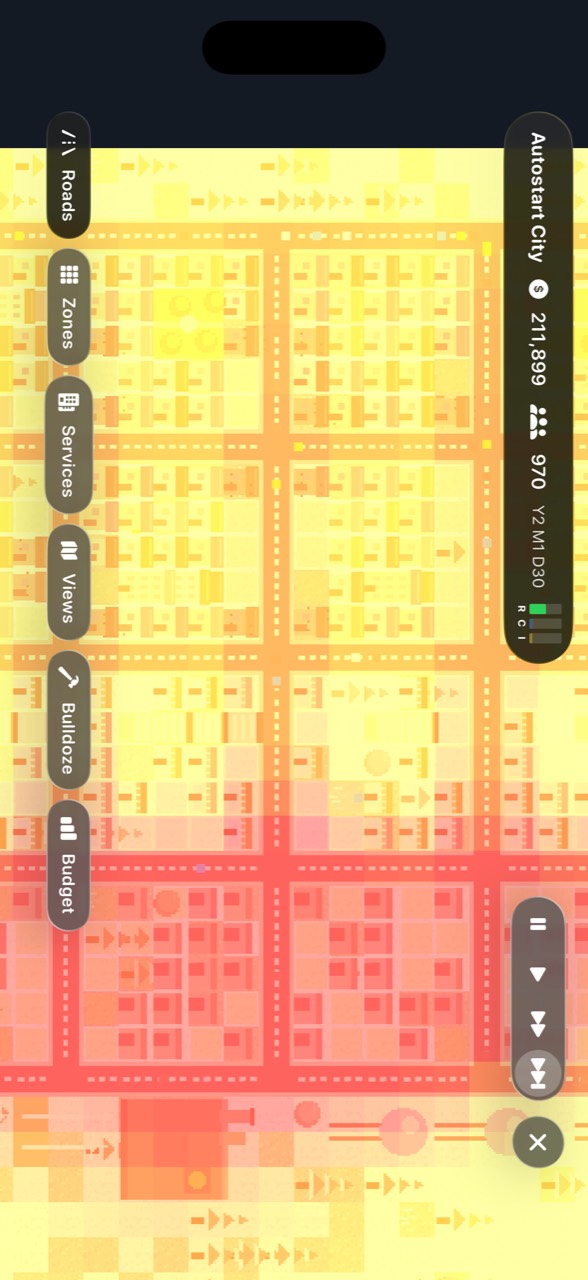 Autostart City $ 211,899 970 Y2 M1 D30
R
C
I
Roads
Zones
Services
Views
Bulldoze
Budget